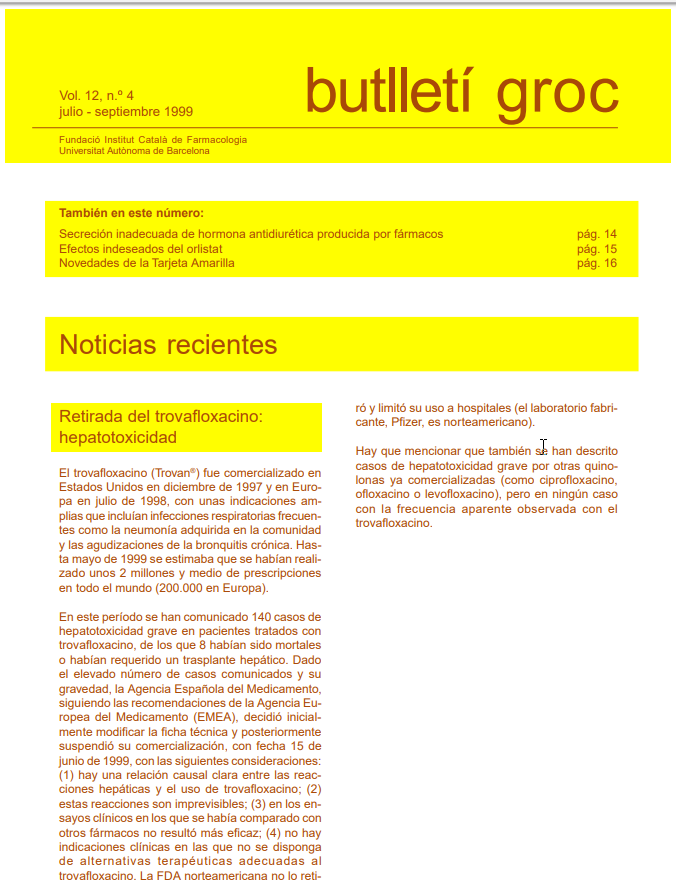 Vol. 12, n.º 4
julio - septiembre 1999
butlletí groc
Fundació Institut Català de Farmacologia
Universitat Autònoma de Barcelona
También en este número:
Secreción inadecuada de hormona antidiurética producida por fármacos pág. 14
Efectos indeseados del orlistat pág. 15
Novedades de la Tarjeta Amarilla pág. 16
Noticias recientes
Retirada del trovafloxacino:
hepatotoxicidad
El trovafloxacino (Trovan®) fue comercializado en
Estados Unidos en diciembre de 1997 y en Euro-
pa en julio de 1998, con unas indicaciones am-
plias que incluían infecciones respiratorias frecuen-
tes como la neumonía adquirida en la comunidad
y las agudizaciones de la bronquitis crónica. Has-
ta mayo de 1999 se estimaba que se habían reali-
zado unos 2 millones y medio de prescripciones
en todo el mundo (200.000 en Europa).
En este período se han comunicado 140 casos de
hepatotoxicidad grave en pacientes tratados con
trovafloxacino, de los que 8 habían sido mortales
o habían requerido un trasplante hepático. Dado
el elevado número de casos comunicados y su
gravedad, la Agencia Española del Medicamento,
siguiendo las recomendaciones de la Agencia Eu-
ropea del Medicamento (EMEA), decidió inicial-
mente modificar la ficha técnica y posteriormente
suspendió su comercialización, con fecha 15 de
junio de 1999, con las siguientes consideraciones:
(1) hay una relación causal clara entre las reac-
ciones hepáticas y el uso de trovafloxacino; (2)
estas reacciones son imprevisibles; (3) en los en-
sayos clínicos en los que se había comparado con
otros fármacos no resultó más eficaz; (4) no hay
indicaciones clínicas en las que no se disponga
de alternativas terapéuticas adecuadas al
trovafloxacino. La FDA norteamericana no lo reti-
ró y limitó su uso a hospitales (el laboratorio fabri-
cante, Pfizer, es norteamericano).
Hay que mencionar que también se han descrito
casos de hepatotoxicidad grave por otras quino-
lonas ya comercializadas (como ciprofloxacino,
ofloxacino o levofloxacino), pero en ningún caso
con la frecuencia aparente observada con el
trovafloxacino.